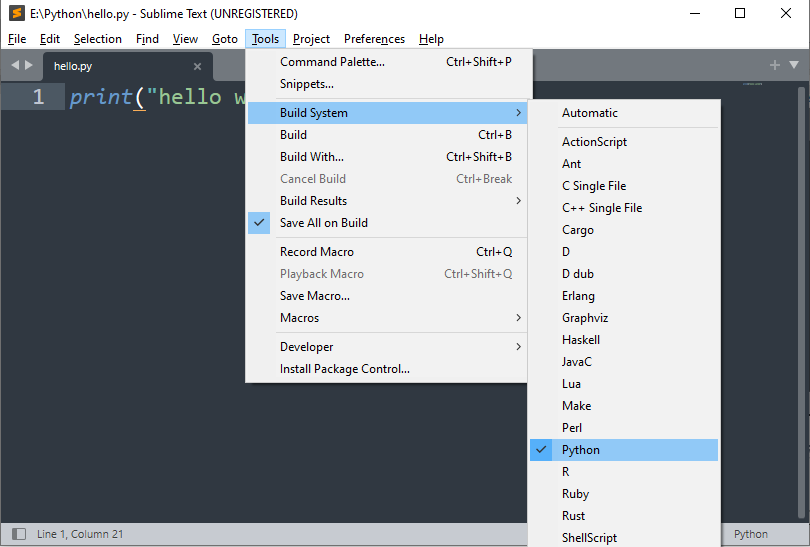 E:\Python\hello.py - Sublime Text (UNREGISTERED)
File Edit Selection Find View Goto Tools Project Preferences Help
hello.py
1 print("hello w
Command Palette... Ctrl+Shift+P
Snippets...
Build System
Build Ctrl+B
Build With... Ctrl+Shift+B
Cancel Build Ctrl+Break
Build Results
Save All on Build
Record Macro Ctrl+Q
Playback Macro Ctrl+Shift+Q
Save Macro...
Macros
Developer
Install Package Control...
Automatic
ActionScript
Ant
C Single File
C++ Single File
Cargo
D
D dub
Erlang
Graphviz
Haskell
JavaC
Lua
Make
Perl
Python
R
Ruby
Rust
ShellScript
Line 1, Column 21
Python